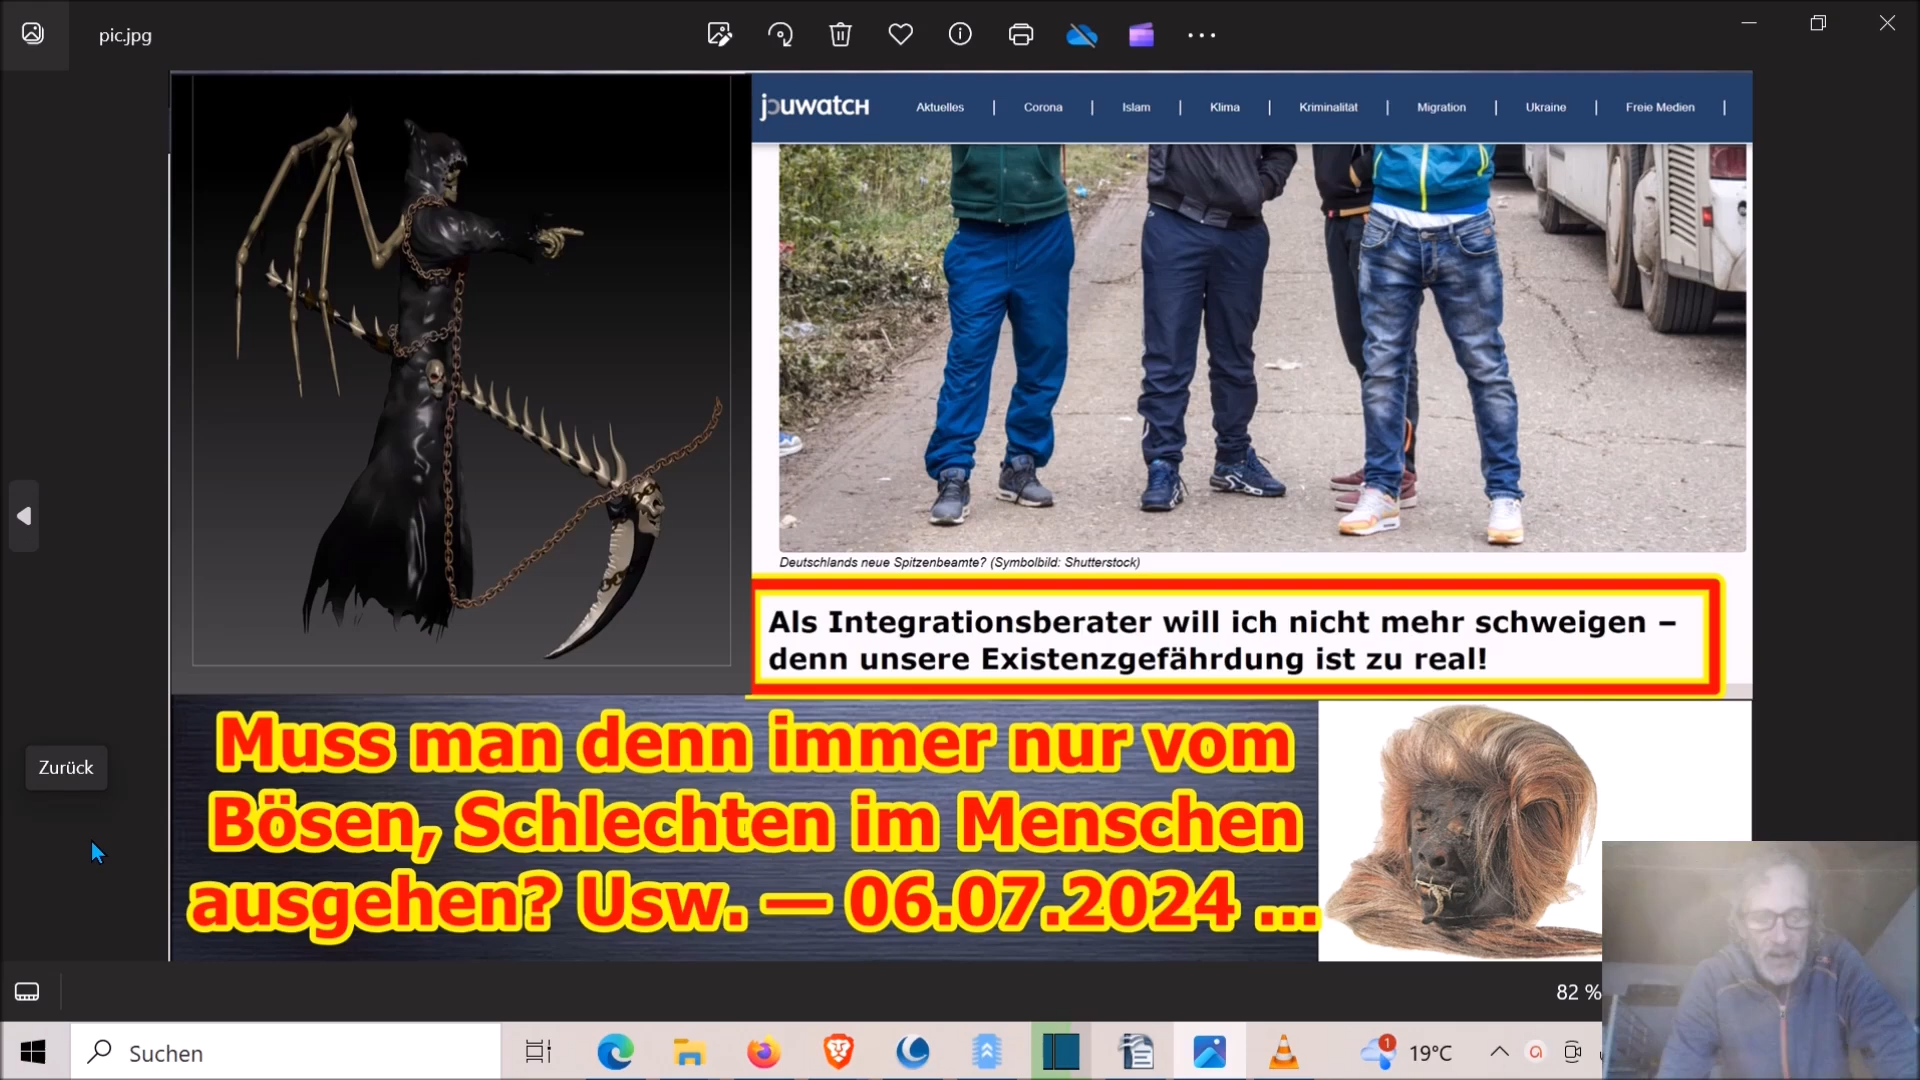 pic.jpg
jouwatch
Aktuelles | Corona | Islam | Klima | Kriminalität | Migration | Ukraine | Freie Medien |
Deutschlands neue Spitzenbeamte? (Symbolbild: Shutterstock)
Als Integrationsberater will ich nicht mehr schweigen –
denn unsere Existenzgefährdung ist zu real!
Muss man denn immer nur vom
Bösen, Schlechten im Menschen
ausgehen? Usw. — 06.07.2024 ...
Zurück
82 %
Suchen
1
19°C